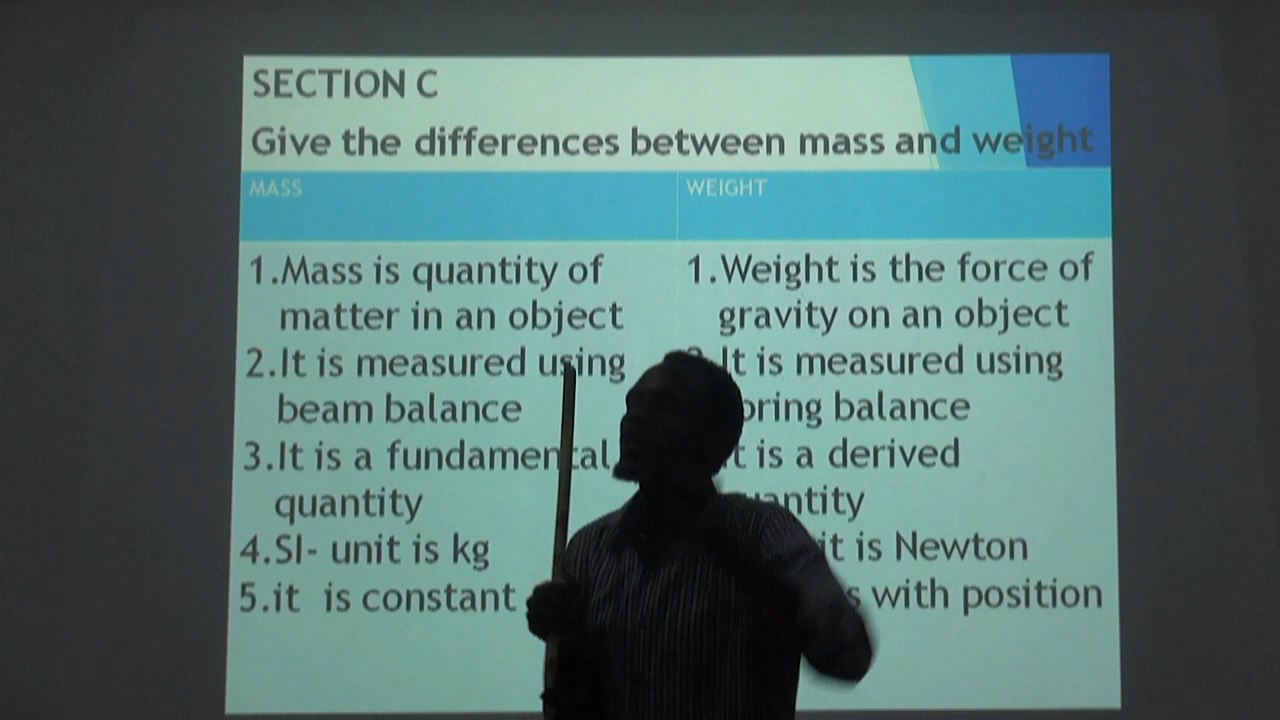 SECTION C
Give the differences between mass and weight
MASS
1.Mass is quantity of
matter in an object
2.It is measured using
beam balance
3.It is a fundamental
quantity
4.SI- unit is kg
5.it is constant
WEIGHT
1.Weight is the force of
gravity on an object
It is measured using
balance
is a derived
quantity
is Newton
with position